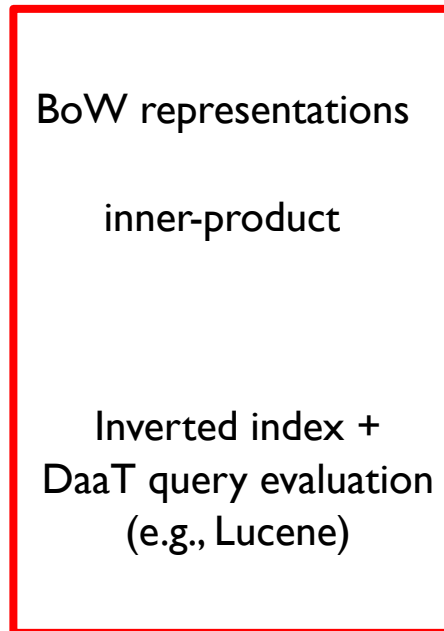 BoW representations
inner-product
Inverted index +
DaaT query evaluation
(e.g., Lucene)